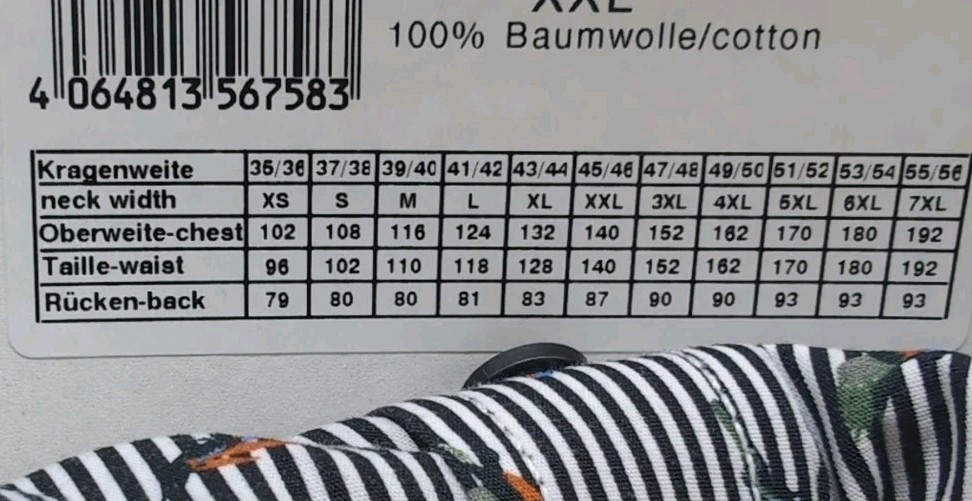 XXL
100% Baumwolle/cotton
4 064813 567583
Kragenweite 35/36 37/38 39/40 41/42 43/44 45/46 47/48 49/50 51/52 53/54 55/56
neck width XS S M L XL XXL 3XL 4XL 5XL 6XL 7XL
Oberweite-chest 102 108 116 124 132 140 152 162 170 180 192
Taille-waist 96 102 110 118 128 140 152 162 170 180 192
Rücken-back 79 80 80 81 83 87 90 90 93 93 93